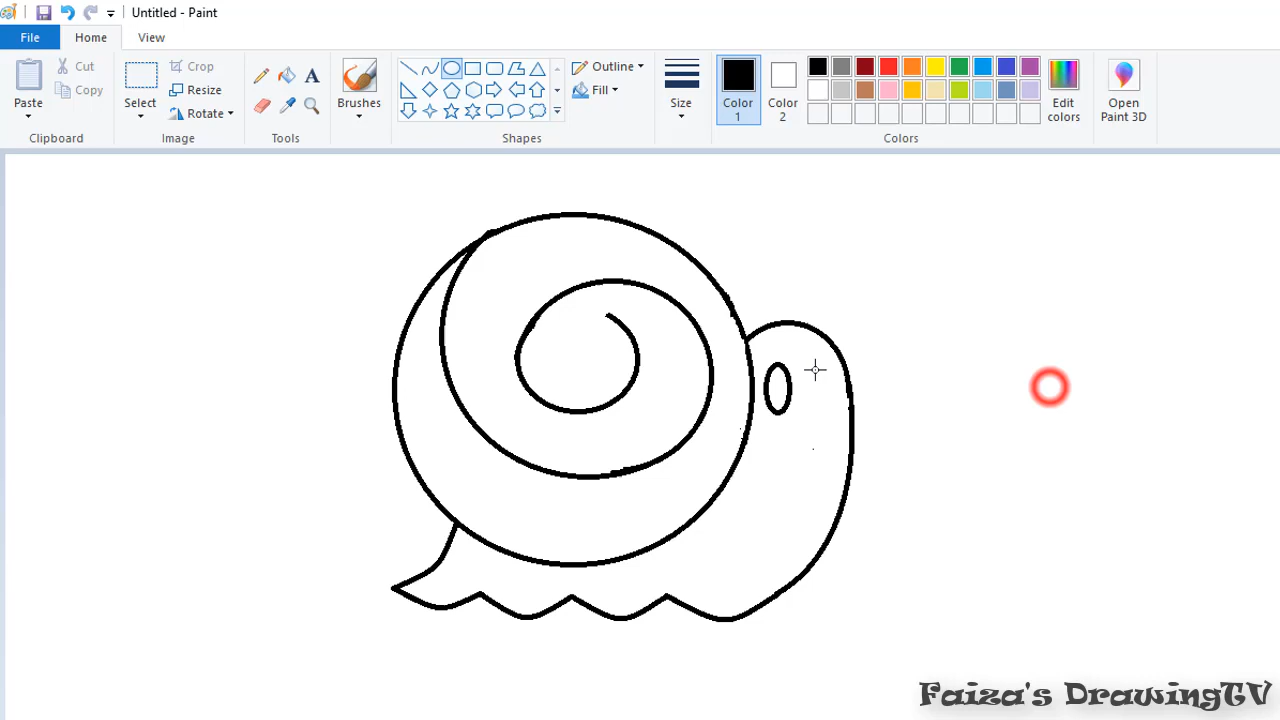 Untitled - Paint
File Home View
Paste Cut Copy Clipboard
Select Crop Resize Rotate Image
Tools
Brushes
Outline Fill Shapes
Size
Color 1 Color 2 Edit colors Colors
Open Paint 3D
Faiza's DrawingTV